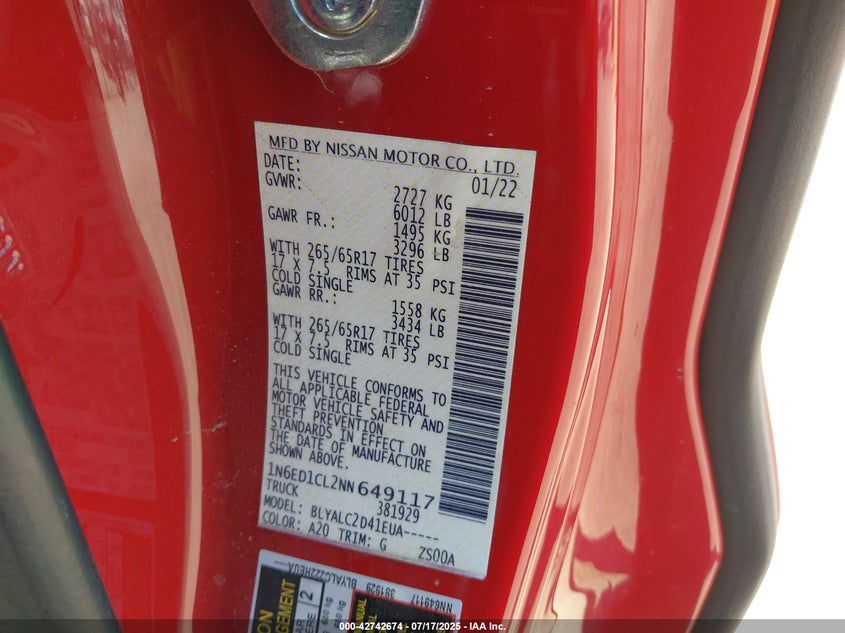 MFD BY NISSAN MOTOR CO., LTD.
DATE: 01/22
GVWR: 2727 KG
6012 LB
GAWR FR.: 1495 KG
3296 LB
WITH 265/65R17 TIRES
17 X 7.5 RIMS AT 35 PSI
COLD SINGLE
GAWR RR.: 1558 KG
3434 LB
WITH 265/65R17 TIRES
17 X 7.5 RIMS AT 35 PSI
COLD SINGLE
THIS VEHICLE CONFORMS TO
ALL APPLICABLE FEDERAL
MOTOR VEHICLE SAFETY AND
THEFT PREVENTION
STANDARDS IN EFFECT ON
THE DATE OF MANUFACTURE
SHOWN ABOVE.
1N6ED1CL2NN649117
TRUCK 381929
MODEL: BLYALC2D41EUA-----
COLOR: A20 TRIM: G ZS00A
NN649117 381929
000-42742674 07/17/2025 - IAA Inc.